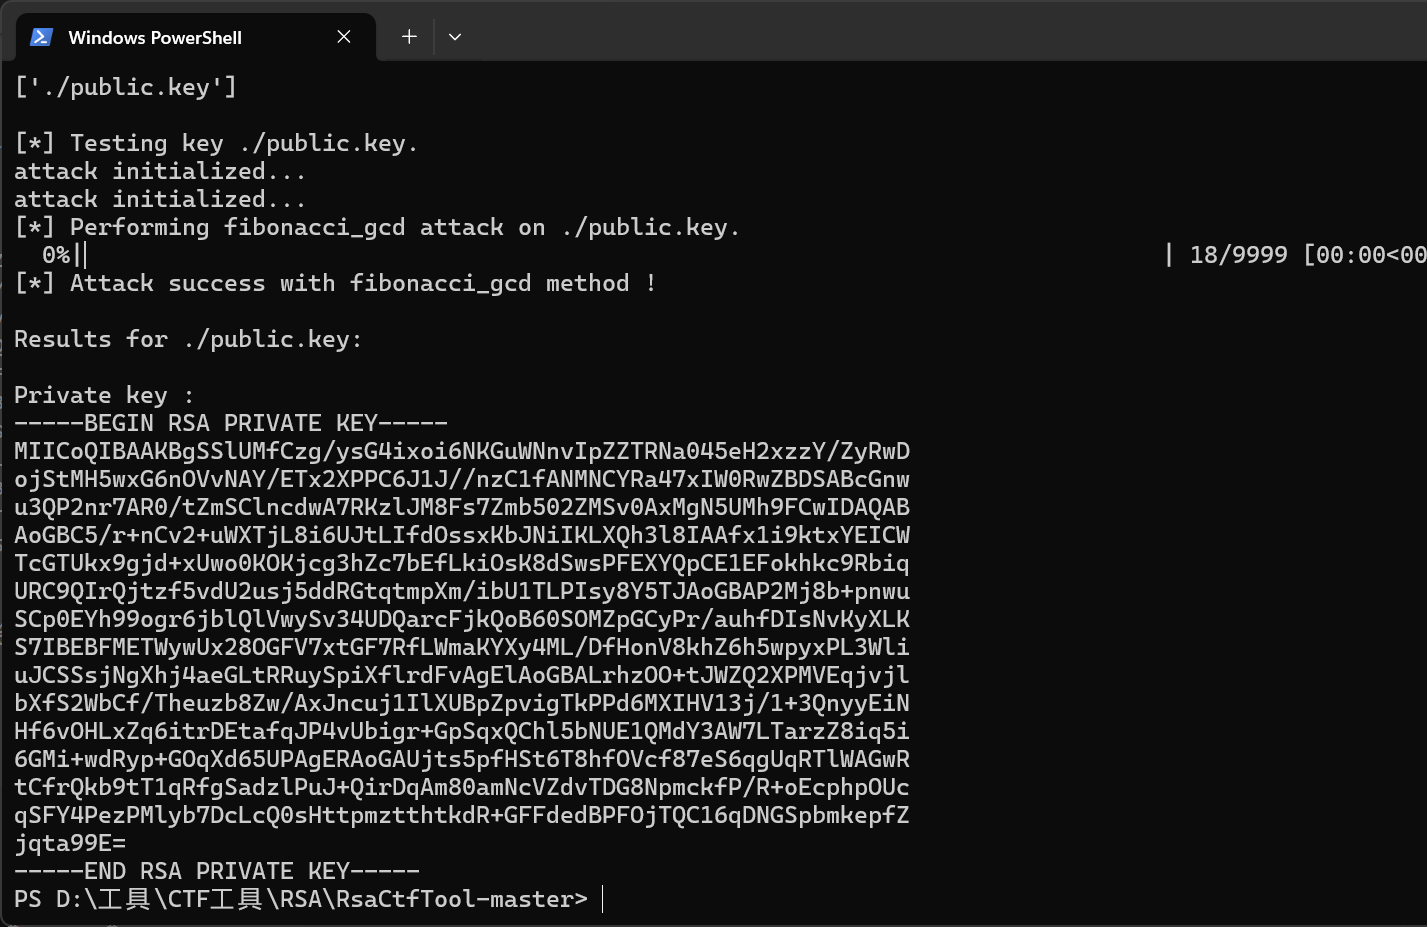 Windows PowerShell
['./public.key']
[*] Testing key ./public.key.
attack initialized...
attack initialized...
[*] Performing fibonacci_gcd attack on ./public.key.
0%| | 18/9999 [00:00<00
[*] Attack success with fibonacci_gcd method !
Results for ./public.key:
Private key :
-----BEGIN RSA PRIVATE KEY-----
MIICoQIBAAKBgSSlUMfCzg/ysG4ixoi6NKGuWNnvIpZZTRNa045eH2xzzY/ZyRwD
ojStMH5wxG6nOVvNAY/ETx2XPPC6J1J//nzC1fANMNCYRa47xIW0RwZBDSABcGnw
u3QP2nr7AR0/tZmSClncdwA7RKzlJM8Fs7Zmb502ZMSv0AxMgN5UMh9FCwIDAQAB
AoGBC5/r+nCv2+uWXTjL8i6UJtLIfdOssxKbJNiIKLXQh3l8IAAfx1i9ktxYEICW
TcGTUkx9gjd+xUwo0KOKjcg3hZc7bEfLkiOsK8dSwsPFEXYQpCE1EFokhkc9Rbiq
URC9QIrQjtzf5vdU2usj5ddRGtqtmpXm/ibU1TLPIsy8Y5TJAoGBAP2Mj8b+pnwu
SCp0EYh99ogr6jblQlVwySv34UDQarcFjkQoB60SOMZpGCyPr/auhfDIsNvKyXLK
S7IBEBFMETWywUx28OGFV7xtGF7RfLWmaKYXy4ML/DfHonV8khZ6h5wpyxPL3Wli
uJCSSsjNgXhj4aeGLtRRuySpiXflrdFvAgElAoGBALrhzOO+tJWZQ2XPMVEqjvjl
bXfS2WbCf/Theuzb8Zw/AxJncuj1IlXUBpZpvigTkPPd6MXIHV13j/1+3QnyyEiN
Hf6vOHLxZq6itrDEtafqJP4vUbigr+GpSqxQChl5bNUE1QMdY3AW7LTarzZ8iq5i
6GMi+wdRyp+GOqXd65UPAgERAoGAUjts5pfHSt6T8hfOVcf87eS6qgUqRTlWAGwR
tCfrQkb9tT1qRfgSadzlPuJ+QirDqAm80amNcVZdvTDG8NpmckfP/R+oEcphpOUc
qSFY4PezPMlyb7DcLcQ0sHttpmztthtkdR+GFFdedBPFOjTQC16qDNGSpbmkepfZ
jqta99E=
-----END RSA PRIVATE KEY-----
PS D:\工具\CTF工具\RSA\RsaCtfTool-master>